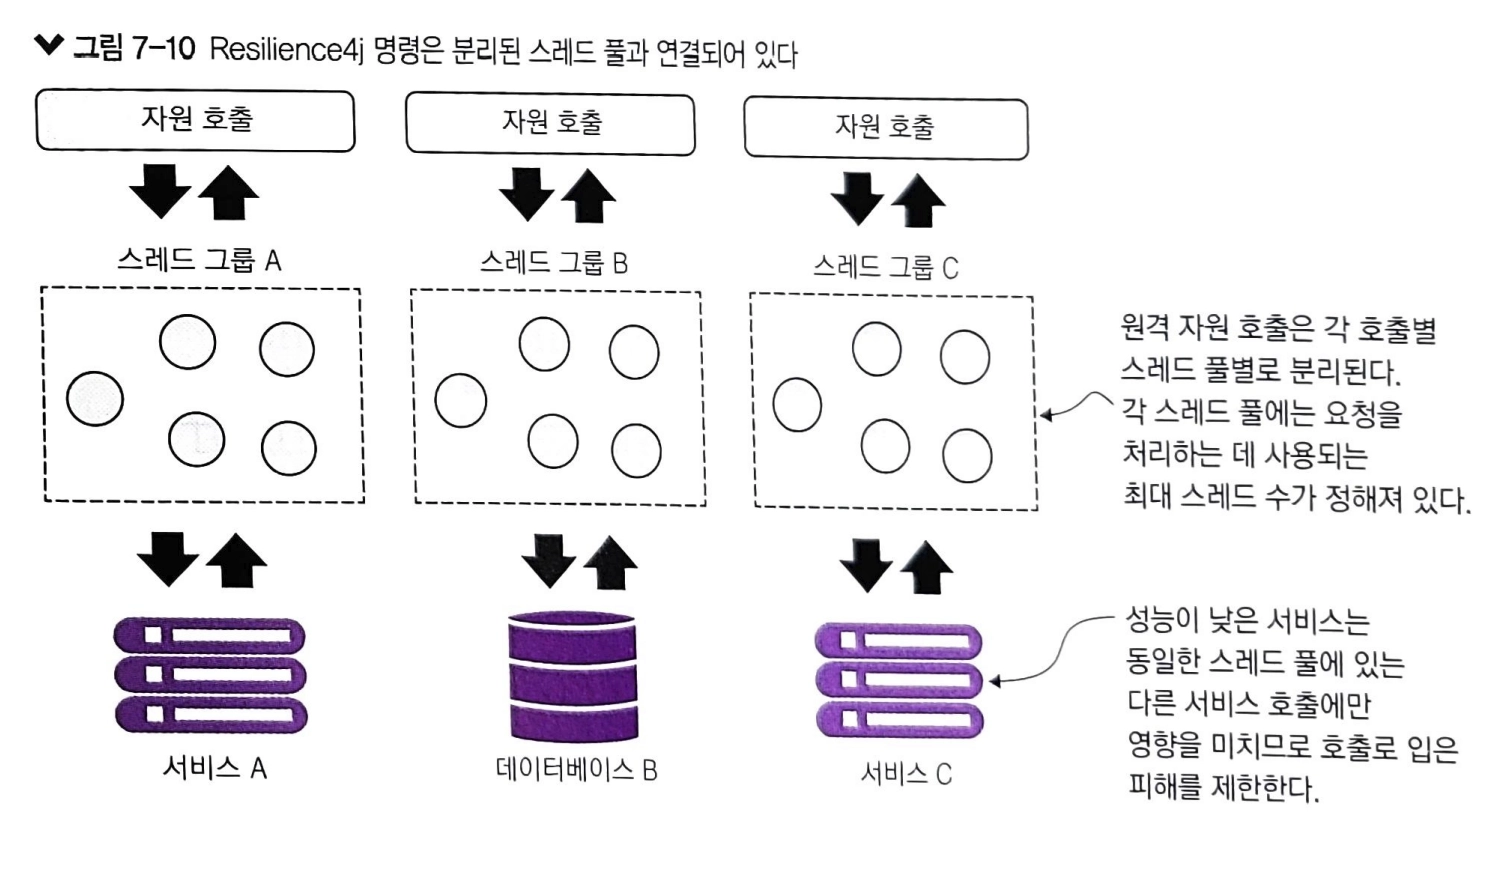 그림 7-10 Resilience4j 명령은 분리된 스레드 풀과 연결되어 있다
자원 호출
자원 호출
자원 호출
스레드 그룹 A
스레드 그룹 B
스레드 그룹 C
원격 자원 호출은 각 호출별
스레드 풀별로 분리된다.
각 스레드 풀에는 요청을
처리하는 데 사용되는
최대 스레드 수가 정해져 있다.
성능이 낮은 서비스는
동일한 스레드 풀에 있는
다른 서비스 호출에만
영향을 미치므로 호출로 입은
피해를 제한한다.
서비스 A
데이터베이스 B
서비스 C